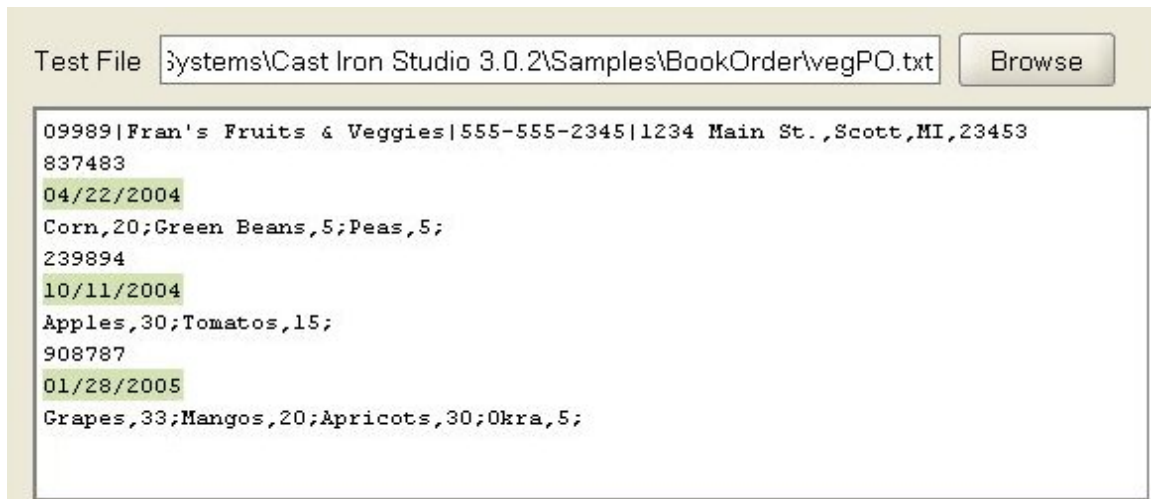 Test File Systems\Cast Iron Studio 3.0.2\Samples\BookOrder\vegPO.txt Browse
09989|Fran's Fruits & Veggies|555-555-2345|1234 Main St.,Scott,MI,23453
837483
04/22/2004
Corn,20;Green Beans,5;Peas,5;
239894
10/11/2004
Apples,30;Tomatos,15;
908787
01/28/2005
Grapes,33;Mangos,20;Apricots,30;Okra,5;